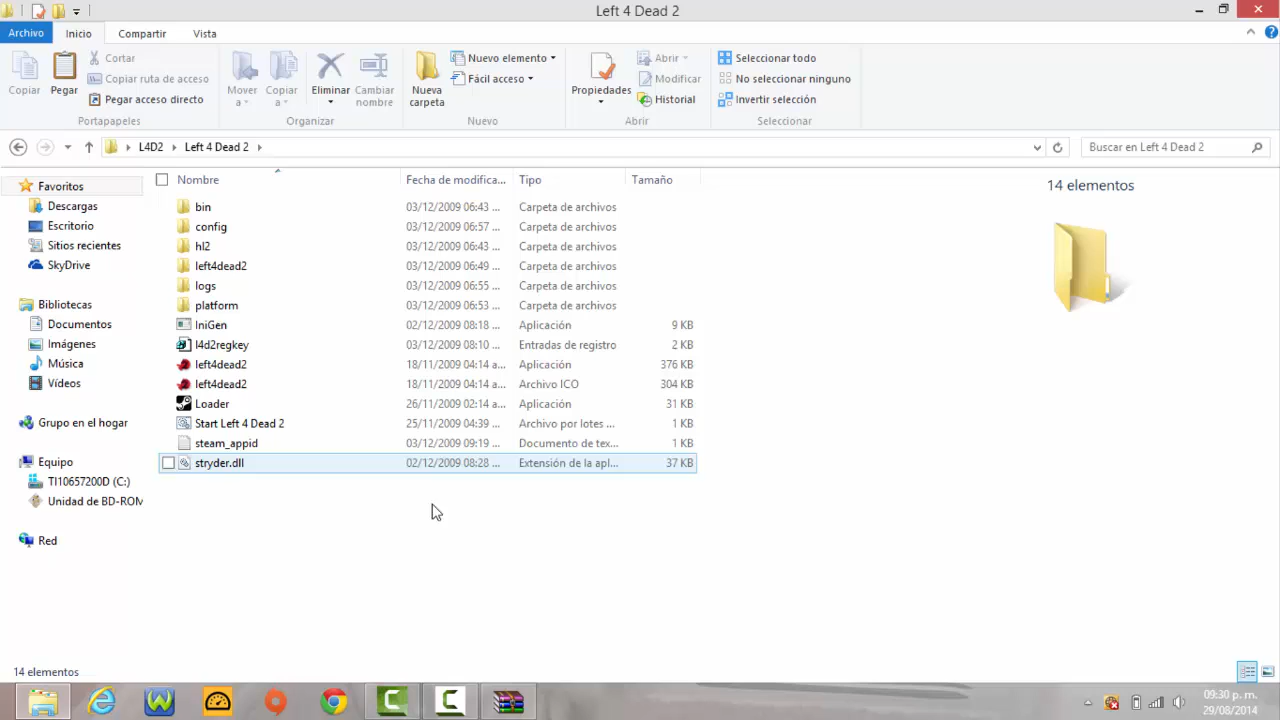 Left 4 Dead 2
Archivo Inicio Compartir Vista
Copiar
Pegar
Cortar
Copiar ruta de acceso
Pegar acceso directo
Portapapeles
Mover a
Copiar a
Eliminar
Cambiar nombre
Organizar
Nueva carpeta
Nuevo elemento
Fácil acceso
Nuevo
Propiedades
Abrir
Modificar
Historial
Abrir
Seleccionar todo
No seleccionar ninguno
Invertir selección
Seleccionar
L4D2 Left 4 Dead 2
Buscar en Left 4 Dead 2
Favoritos
Descargas
Escritorio
Sitios recientes
SkyDrive
Bibliotecas
Documentos
Imágenes
Música
Vídeos
Grupo en el hogar
Equipo
TI10657200D (C:)
Unidad de BD-ROM
Red
Nombre Fecha de modifica... Tipo Tamaño
bin 03/12/2009 06:43 ... Carpeta de archivos
config 03/12/2009 06:57 ... Carpeta de archivos
hl2 03/12/2009 06:43 ... Carpeta de archivos
left4dead2 03/12/2009 06:49 ... Carpeta de archivos
logs 03/12/2009 06:55 ... Carpeta de archivos
platform 03/12/2009 06:53 ... Carpeta de archivos
IniGen 02/12/2009 08:18 ... Aplicación 9 KB
l4d2regkey 03/12/2009 08:10 ... Entradas de registro 2 KB
left4dead2 18/11/2009 04:14 a... Aplicación 376 KB
left4dead2 18/11/2009 04:14 a... Archivo ICO 304 KB
Loader 26/11/2009 02:14 a... Aplicación 31 KB
Start Left 4 Dead 2 25/11/2009 04:39 ... Archivo por lotes ... 1 KB
steam_appid 03/12/2009 09:19 ... Documento de tex... 1 KB
stryder.dll 02/12/2009 08:28 ... Extensión de la apl... 37 KB
14 elementos
14 elementos
09:30 p. m.
29/08/2014